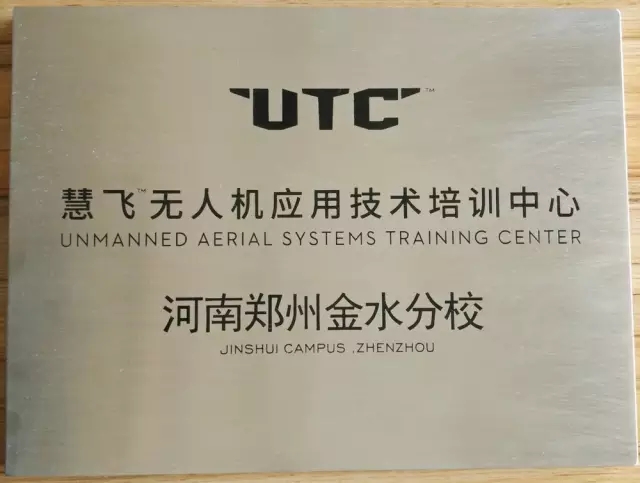 UTC™
慧飞™无人机应用技术培训中心
UNMANNED AERIAL SYSTEMS TRAINING CENTER
河南郑州金水分校
JINSHUI CAMPUS ,ZHENZHOU